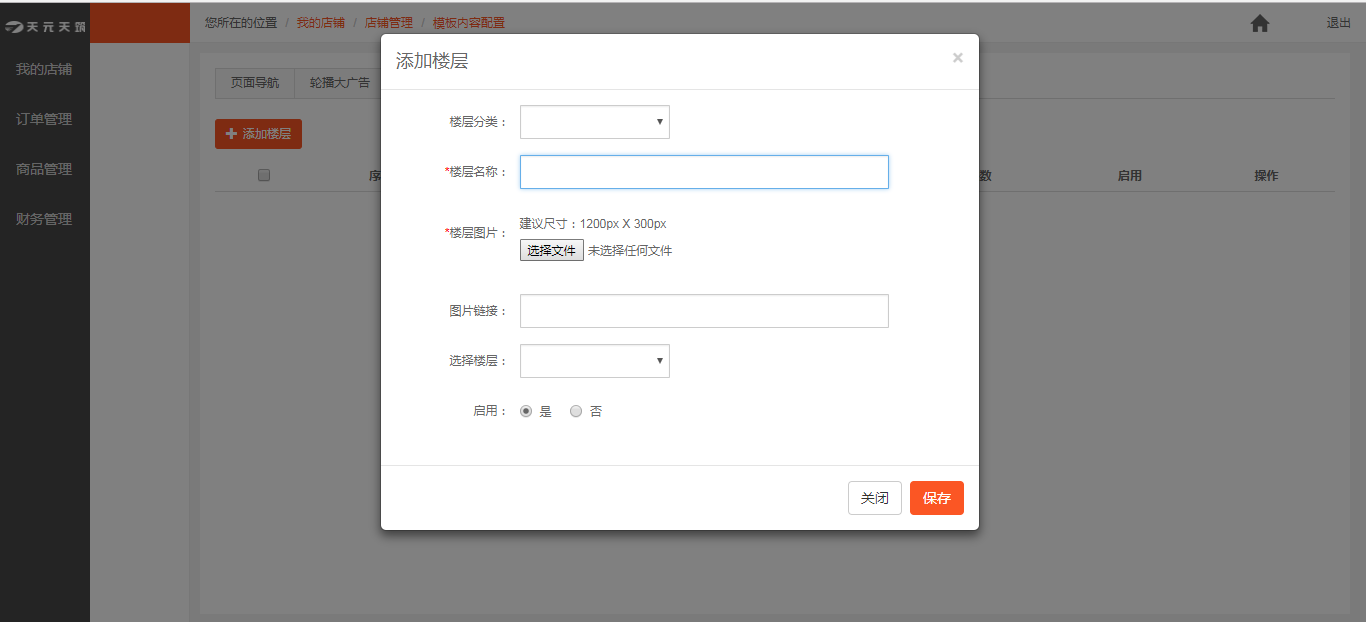 天元天筑
您所在的位置 / 我的店铺 / 店铺管理 / 模板内容配置
退出
我的店铺
订单管理
商品管理
财务管理
页面导航
轮播大广告
添加楼层
序
数
启用
操作
添加楼层
×
楼层分类：
*楼层名称：
*楼层图片：
建议尺寸：1200px X 300px
选择文件 未选择任何文件
图片链接：
选择楼层：
启用： 是 否
关闭
保存